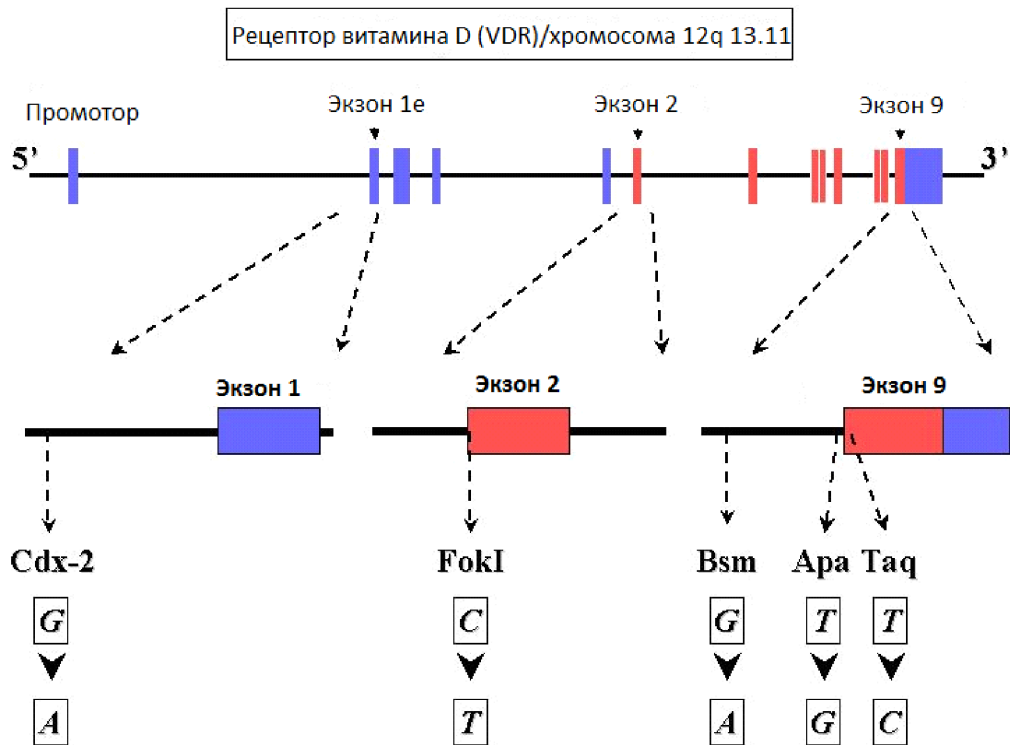 Рецептор витамина D (VDR)/хромосома 12q 13.11
Промотор
Экзон 1e
Экзон 2
Экзон 9
5’
3’
Экзон 1
Экзон 2
Экзон 9
Cdx-2
FokI
Bsm
Apa
Taq
G
C
G
T
T
A
T
A
G
C